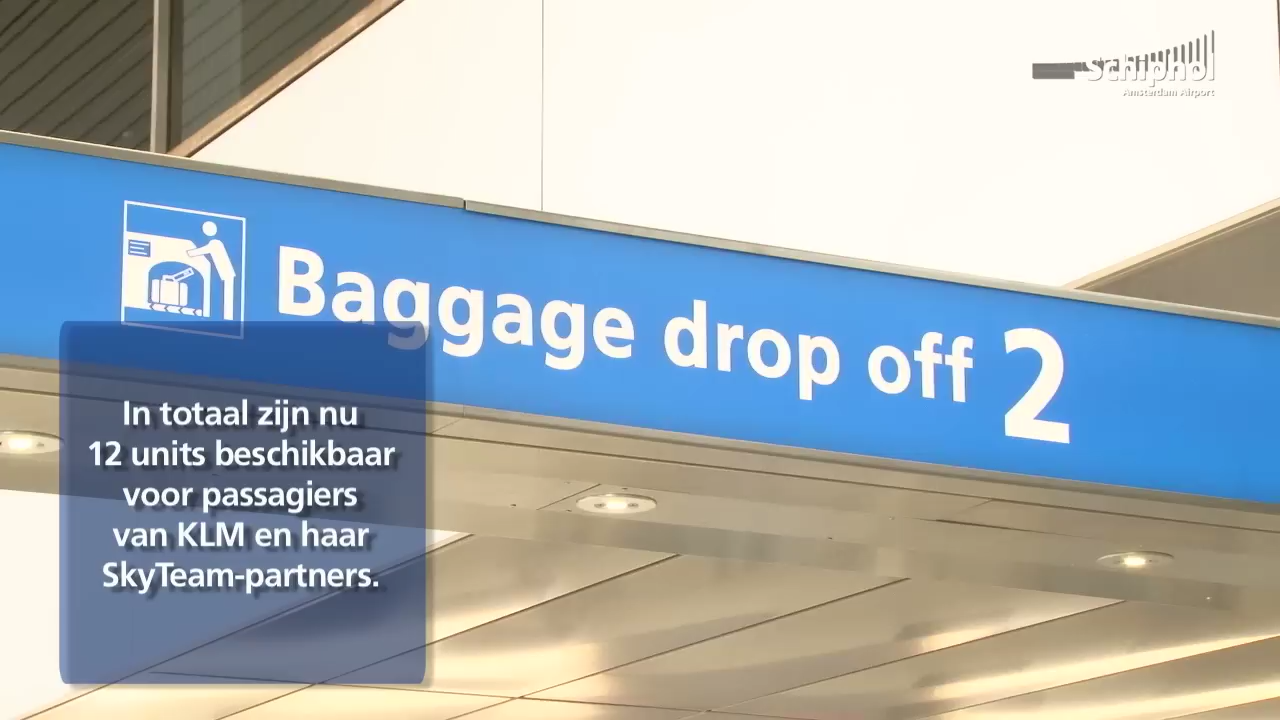 Schiphol
Amsterdam Airport
Baggage drop off 2
In totaal zijn nu
12 units beschikbaar
voor passagiers
van KLM en haar
SkyTeam-partners.